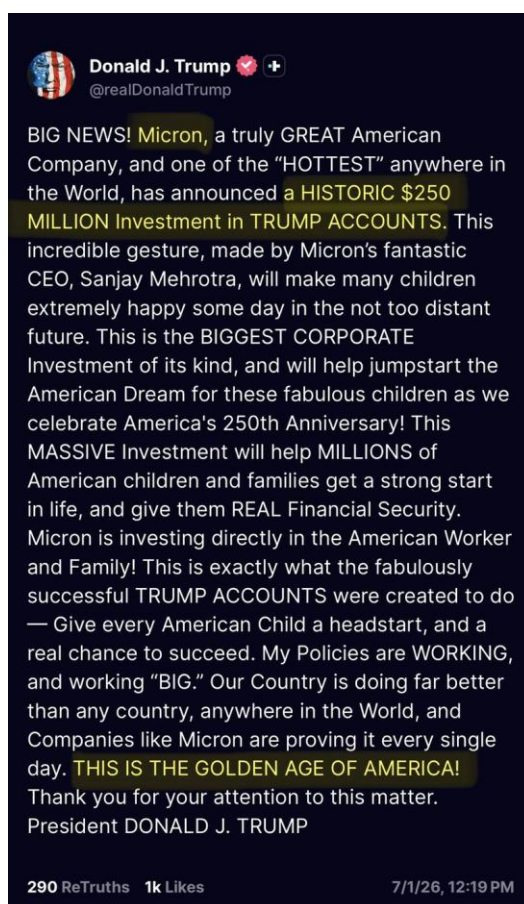 Donald J. Trump
@realDonaldTrump
BIG NEWS! Micron, a truly GREAT American
Company, and one of the “HOTTEST” anywhere in
the World, has announced a HISTORIC $250
MILLION Investment in TRUMP ACCOUNTS. This
incredible gesture, made by Micron’s fantastic
CEO, Sanjay Mehrotra, will make many children
extremely happy some day in the not too distant
future. This is the BIGGEST CORPORATE
Investment of its kind, and will help jumpstart the
American Dream for these fabulous children as we
celebrate America's 250th Anniversary! This
MASSIVE Investment will help MILLIONS of
American children and families get a strong start
in life, and give them REAL Financial Security.
Micron is investing directly in the American Worker
and Family! This is exactly what the fabulously
successful TRUMP ACCOUNTS were created to do
— Give every American Child a headstart, and a
real chance to succeed. My Policies are WORKING,
and working “BIG.” Our Country is doing far better
than any country, anywhere in the World, and
Companies like Micron are proving it every single
day. THIS IS THE GOLDEN AGE OF AMERICA!
Thank you for your attention to this matter.
President DONALD J. TRUMP
290 ReTruths 1k Likes 7/1/26, 12:19 PM